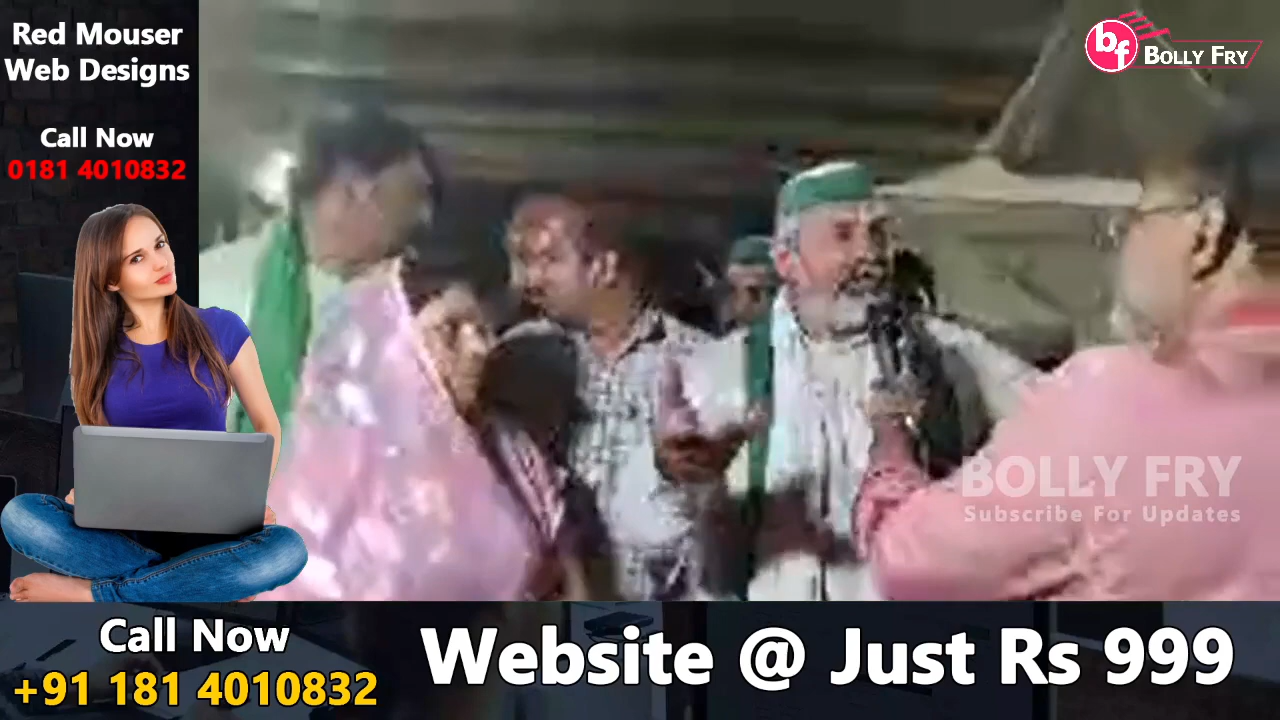 Red Mouser
Web Designs
Call Now
0181 4010832
bf BOLLY FRY
BOLLY FRY
Subscribe For Updates
Call Now
+91 181 4010832
Website @ Just Rs 999